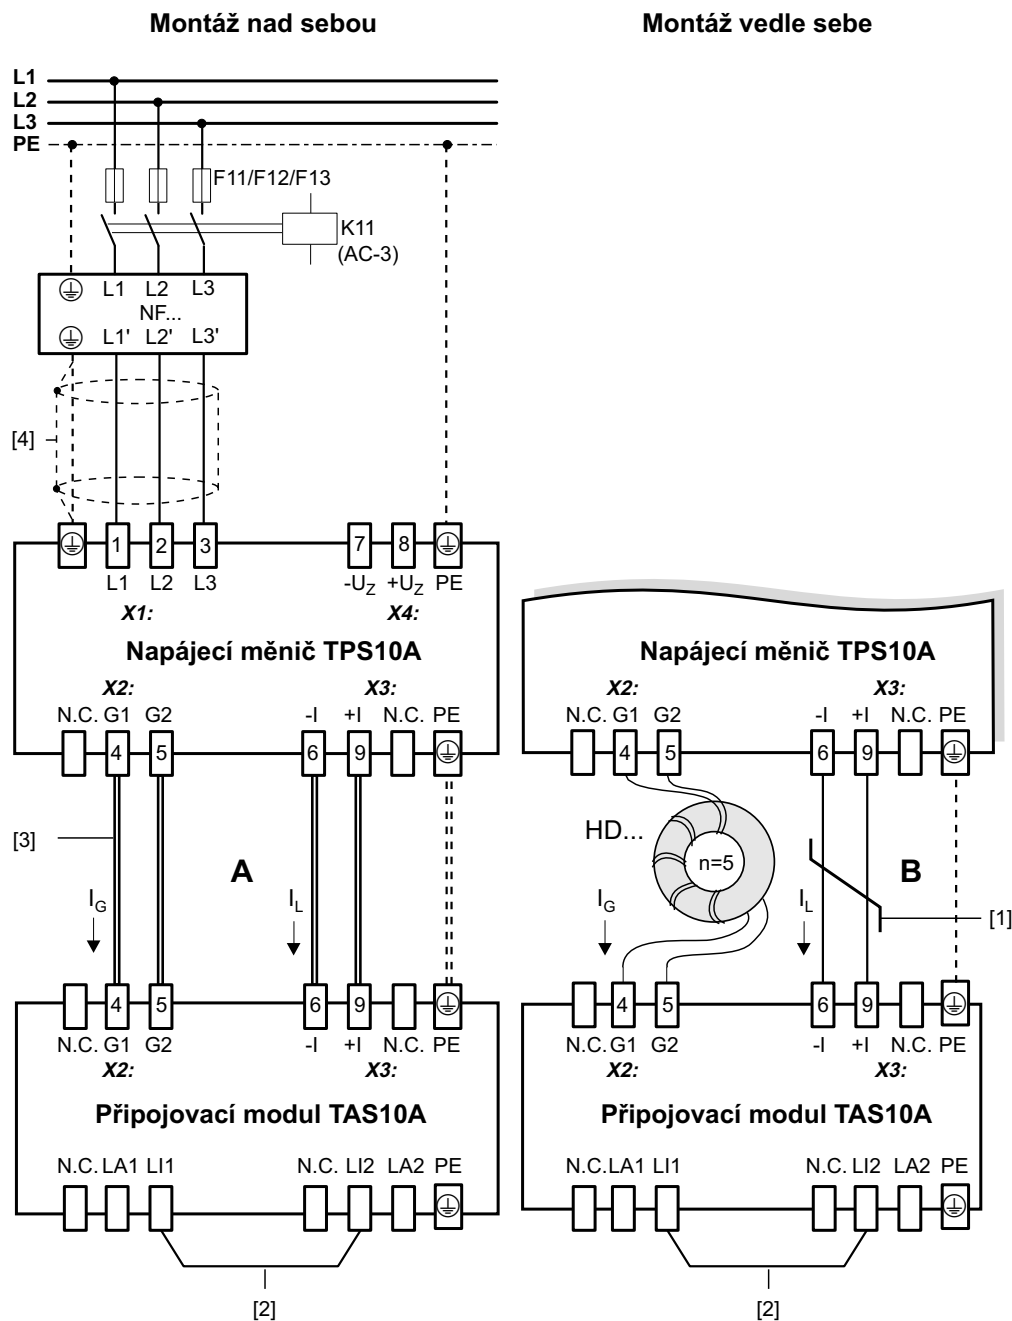 Montáž nad sebou
Montáž vedle sebe
L1
L2
L3
PE
F11/F12/F13
K11
(AC-3)
L1 L2 L3
NF...
L1' L2' L3'
[4]
1 2 3 7 8
L1 L2 L3 -UZ +UZ PE
X1: X4:
Napájecí měnič TPS10A
X2: X3:
N.C. G1 G2 -I +I N.C. PE
4 5 6 9
[3]
A
IG IL
4 5 6 9
N.C. G1 G2 -I +I N.C. PE
X2: X3:
Připojovací modul TAS10A
N.C. LA1 LI1 N.C. LI2 LA2 PE
[2]
Napájecí měnič TPS10A
X2: X3:
N.C. G1 G2 -I +I N.C. PE
4 5 6 9
HD...
n=5
B
IG IL
[1]
4 5 6 9
N.C. G1 G2 -I +I N.C. PE
X2: X3:
Připojovací modul TAS10A
N.C. LA1 LI1 N.C. LI2 LA2 PE
[2]